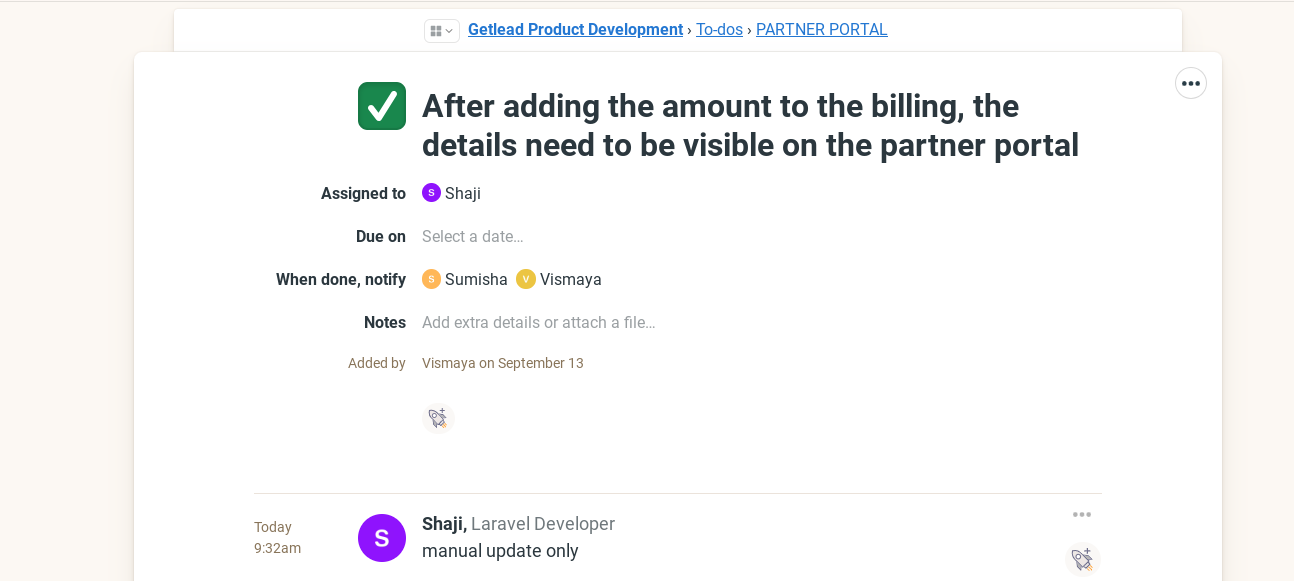 Getlead Product Development › To-dos › PARTNER PORTAL
After adding the amount to the billing, the
details need to be visible on the partner portal
Assigned to S Shaji
Due on Select a date…
When done, notify S Sumisha V Vismaya
Notes Add extra details or attach a file…
Added by Vismaya on September 13
Today
9:32am
S
Shaji, Laravel Developer
manual update only